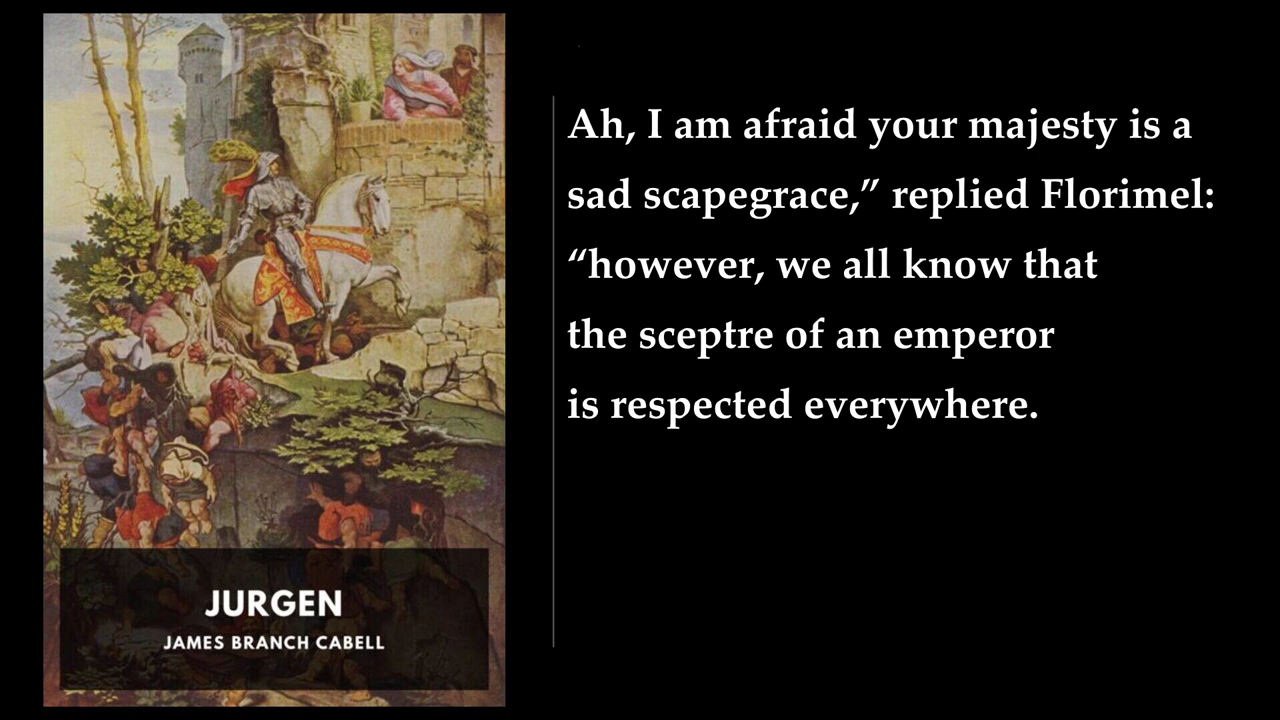 Ah, I am afraid your majesty is a
sad scapegrace,” replied Florimel:
“however, we all know that
the sceptre of an emperor
is respected everywhere.
JURGEN
JAMES BRANCH CABELL